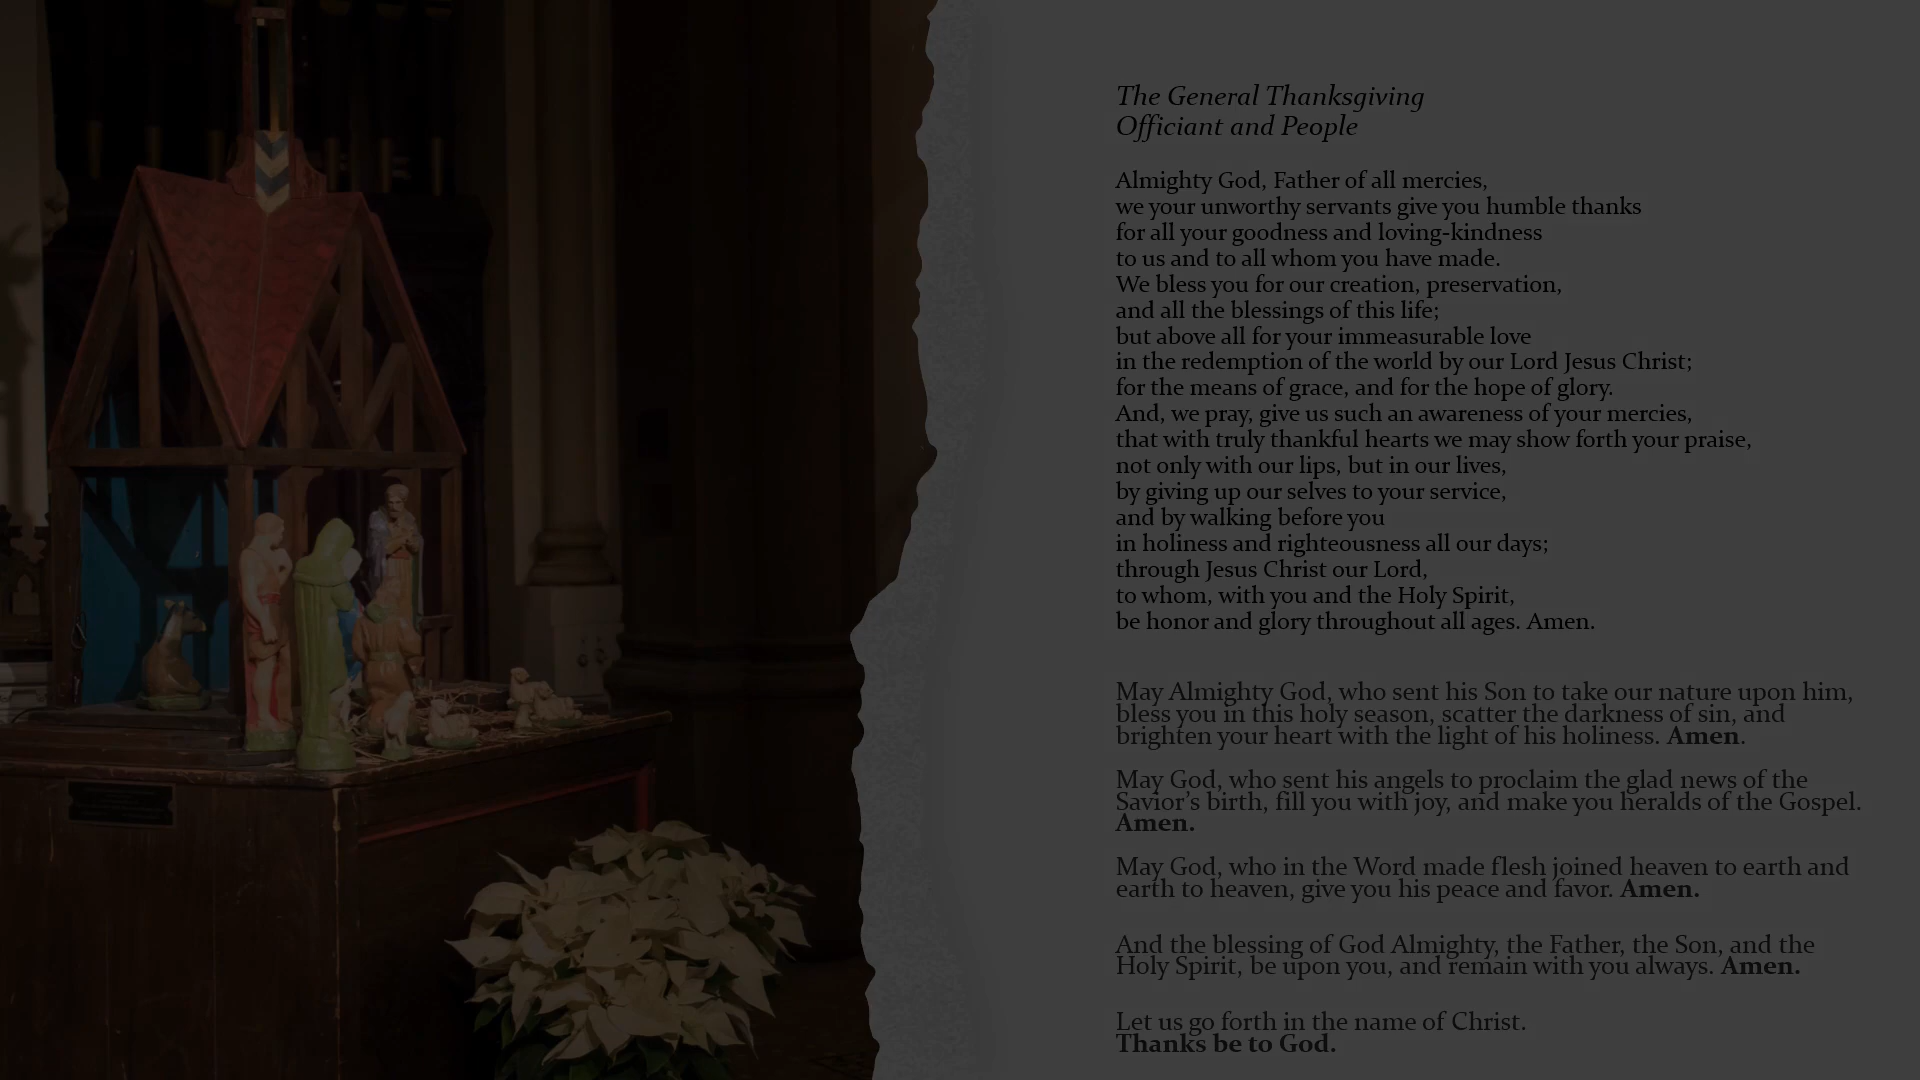 The General Thanksgiving
Officiant and People
Almighty God, Father of all mercies,
we your unworthy servants give you humble thanks
for all your goodness and loving-kindness
to us and to all whom you have made.
We bless you for our creation, preservation,
and all the blessings of this life;
but above all for your immeasurable love
in the redemption of the world by our Lord Jesus Christ;
for the means of grace, and for the hope of glory.
And, we pray, give us such an awareness of your mercies,
that with truly thankful hearts we may show forth your praise,
not only with our lips, but in our lives,
by giving up our selves to your service,
and by walking before you
in holiness and righteousness all our days;
through Jesus Christ our Lord,
to whom, with you and the Holy Spirit,
be honor and glory throughout all ages. Amen.
May Almighty God, who sent his Son to take our nature upon him,
bless you in this holy season, scatter the darkness of sin, and
brighten your heart with the light of his holiness. Amen.
May God, who sent his angels to proclaim the glad news of the
Savior's birth, fill you with joy, and make you heralds of the Gospel.
Amen.
May God, who in the Word made flesh joined heaven to earth and
earth to heaven, give you his peace and favor. Amen.
And the blessing of God Almighty, the Father, the Son, and the
Holy Spirit, be upon you, and remain with you always. Amen.
Let us go forth in the name of Christ.
Thanks be to God.